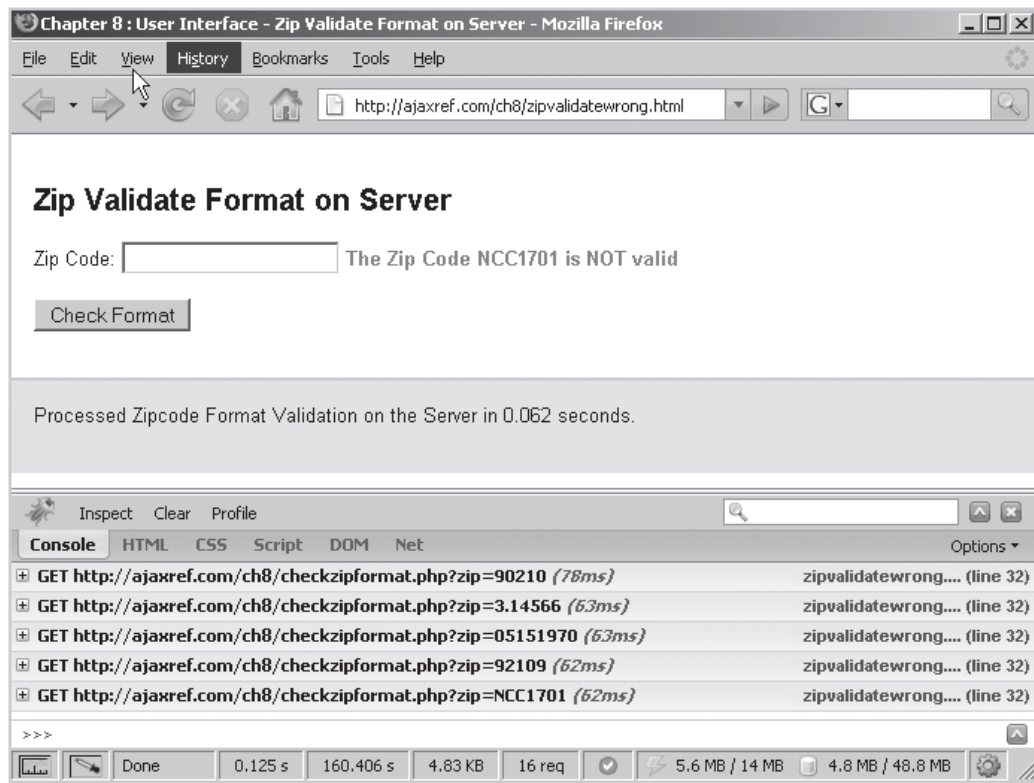 Chapter 8 : User Interface - Zip Validate Format on Server - Mozilla Firefox
File Edit View History Bookmarks Tools Help
http://ajaxref.com/ch8/zipvalidatewrong.html G
Zip Validate Format on Server
Zip Code: The Zip Code NCC1701 is NOT valid
Check Format
Processed Zipcode Format Validation on the Server in 0.062 seconds.
Inspect Clear Profile
Console HTML CSS Script DOM Net Options
GET http://ajaxref.com/ch8/checkzipformat.php?zip=90210 (78ms) zipvalidatewrong.... (line 32)
GET http://ajaxref.com/ch8/checkzipformat.php?zip=3.14566 (63ms) zipvalidatewrong.... (line 32)
GET http://ajaxref.com/ch8/checkzipformat.php?zip=05151970 (63ms) zipvalidatewrong.... (line 32)
GET http://ajaxref.com/ch8/checkzipformat.php?zip=92109 (62ms) zipvalidatewrong.... (line 32)
GET http://ajaxref.com/ch8/checkzipformat.php?zip=NCC1701 (62ms) zipvalidatewrong.... (line 32)
>>>
Done 0.125 s 160.406 s 4.83 KB 16 req 5.6 MB / 14 MB 4.8 MB / 48.8 MB